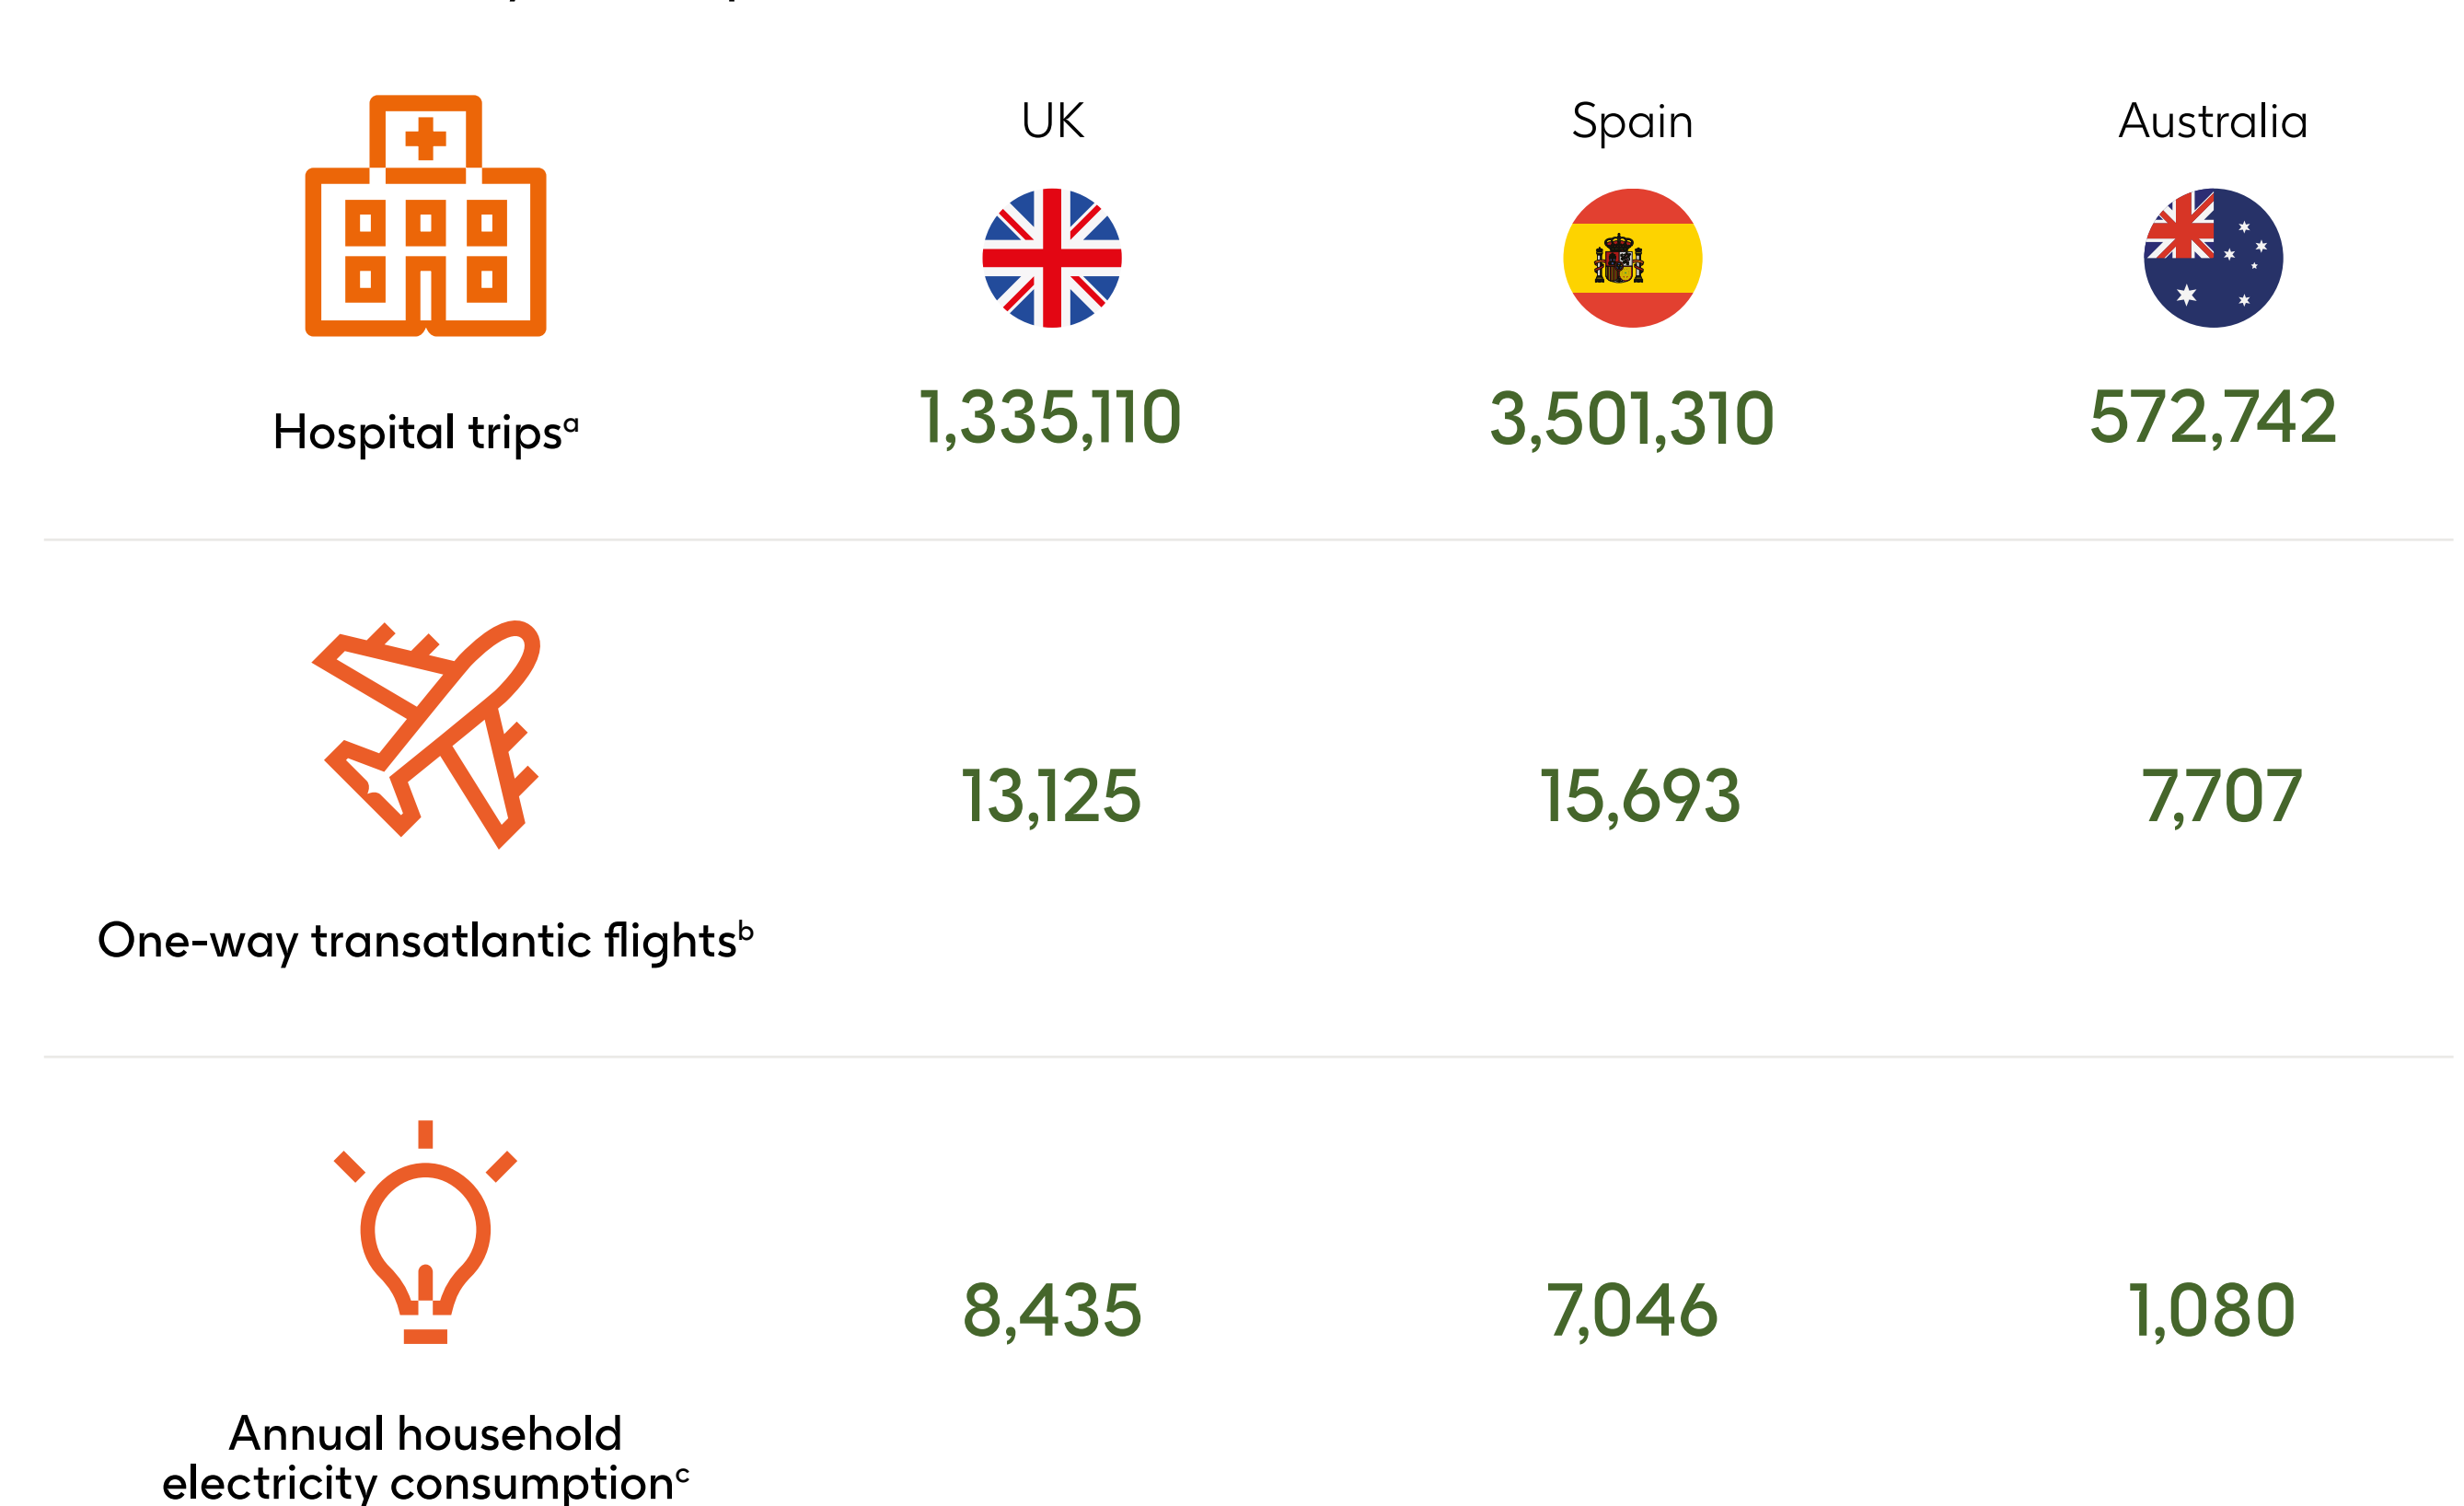 UK Spain Australia
Hospital tripsª 1,335,110 3,501,310 572,742
13,125 15,693 7,707
One-way transatlantic flightsᵇ
8,435 7,046 1,080
Annual household
electricity consumptionᶜ